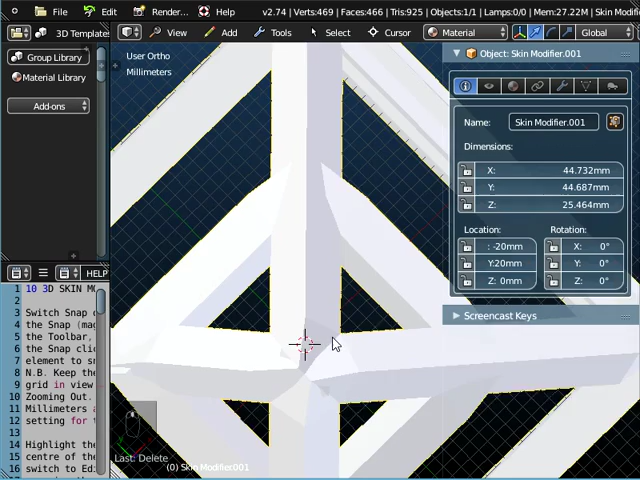 File Edit Render... Help v2.74 | Verts:469 | Faces:466 | Tris:925 | Objects:1/1 | Lamps:0/0 | Mem:27.22M | Skin Modif
3D Template View Add Tools Select Cursor Material Global
Group Library
Material Library
Add-ons
User Ortho
Millimeters
Object: Skin Modifier.001
Name: Skin Modifier.001
Dimensions:
X: 44.732mm
Y: 44.687mm
Z: 25.464mm
Location: Rotation:
: -20mm X: 0°
Y:20mm Y: 0°
Z: 0mm Z: 0°
Screencast Keys
HELP
1 10 3D SKIN M
2
3 Switch Snap
4 the Snap (mag
5 the Toolbar,
6 the Snap clic
7 element to sn
8 N.B. Keep the
9 grid in view
10 Zooming Out.
11 Millimeters a
12 setting for t
13
14 Highlight the
15 centre of the
16 switch to Edi
Last: Delete
(0) Skin Modifier.001